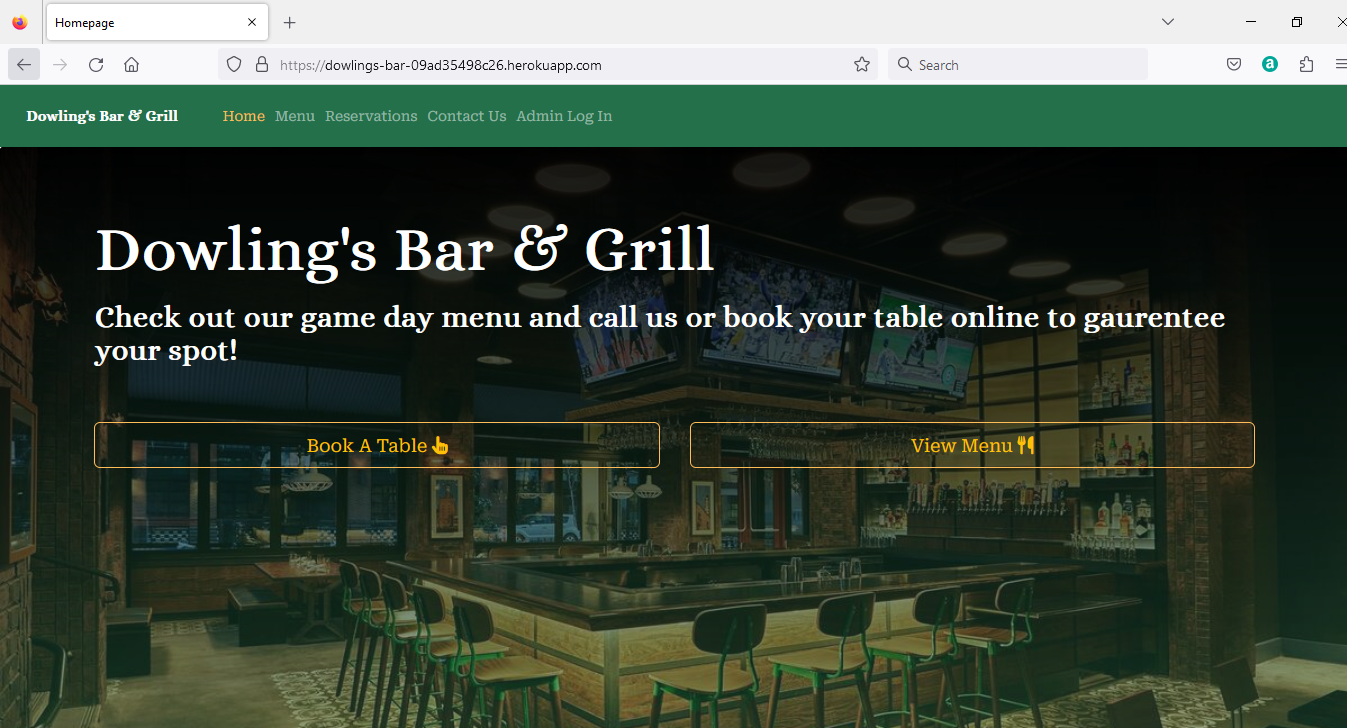 Homepage
https://dowlings-bar-09ad35498c26.herokuapp.com
Search
Dowling's Bar & Grill
Home Menu Reservations Contact Us Admin Log In
Dowling's Bar & Grill
Check out our game day menu and call us or book your table online to gaurentee
your spot!
Book A Table
View Menu